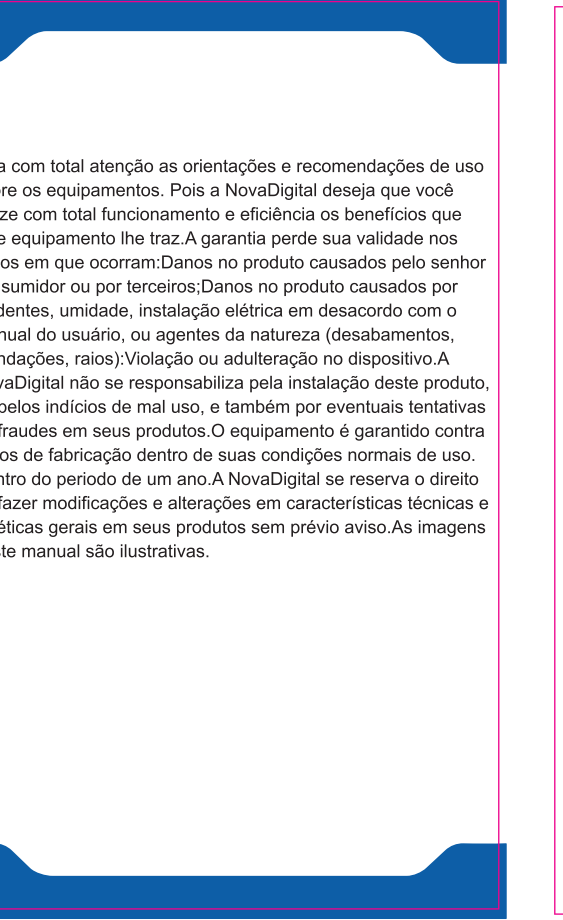 a com total atenção as orientações e recomendações de uso
re os equipamentos. Pois a NovaDigital deseja que você
ze com total funcionamento e eficiência os benefícios que
e equipamento lhe traz.A garantia perde sua validade nos
os em que ocorram:Danos no produto causados pelo senhor
sumidor ou por terceiros;Danos no produto causados por
dentes, umidade, instalação elétrica em desacordo com o
nual do usuário, ou agentes da natureza (desabamentos,
ndações, raios):Violação ou adulteração no dispositivo.A
vaDigital não se responsabiliza pela instalação deste produto,
pelos indícios de mal uso, e também por eventuais tentativas
fraudes em seus produtos.O equipamento é garantido contra
os de fabricação dentro de suas condições normais de uso.
ntro do periodo de um ano.A NovaDigital se reserva o direito
fazer modificações e alterações em características técnicas e
éticas gerais em seus produtos sem prévio aviso.As imagens
te manual são ilustrativas.